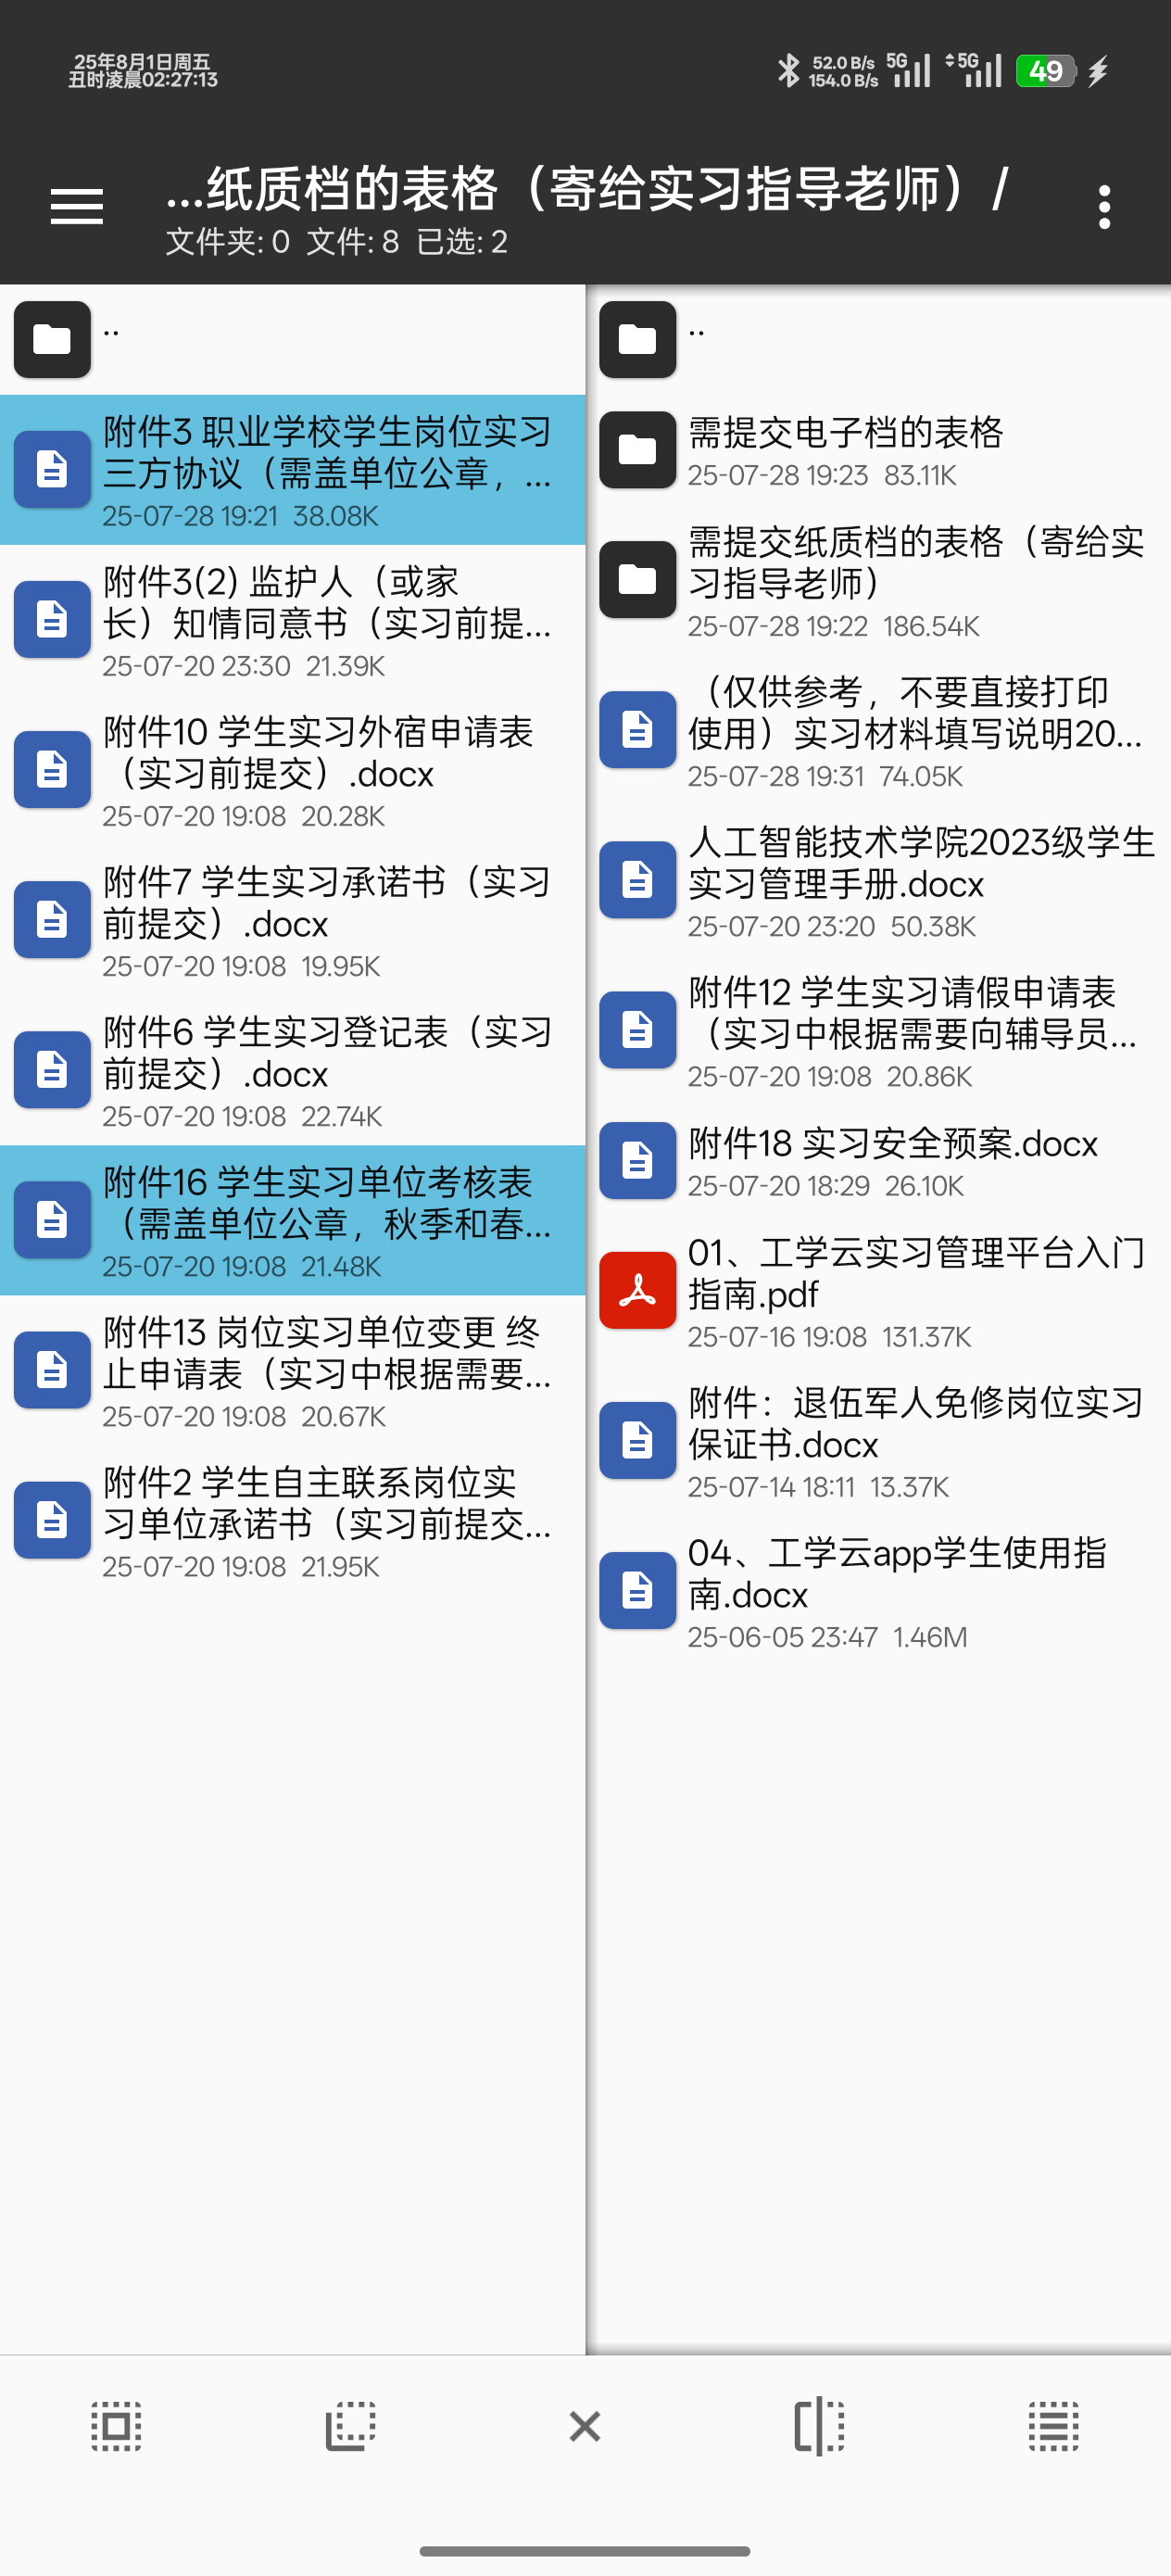 25年8月1日周五
丑时凌晨02:27:13
52.0 B/s
154.0 B/s
5G
5G
49
...纸质档的表格（寄给实习指导老师）/
文件夹: 0 文件: 8 已选: 2
..
附件3 职业学校学生岗位实习
三方协议（需盖单位公章，...
25-07-28 19:21 38.08K
附件3(2) 监护人（或家
长）知情同意书（实习前提...
25-07-20 23:30 21.39K
附件10 学生实习外宿申请表
（实习前提交）.docx
25-07-20 19:08 20.28K
附件7 学生实习承诺书（实习
前提交）.docx
25-07-20 19:08 19.95K
附件6 学生实习登记表（实习
前提交）.docx
25-07-20 19:08 22.74K
附件16 学生实习单位考核表
（需盖单位公章，秋季和春...
25-07-20 19:08 21.48K
附件13 岗位实习单位变更 终
止申请表（实习中根据需要...
25-07-20 19:08 20.67K
附件2 学生自主联系岗位实
习单位承诺书（实习前提交...
25-07-20 19:08 21.95K
..
需提交电子档的表格
25-07-28 19:23 83.11K
需提交纸质档的表格（寄给实
习指导老师）
25-07-28 19:22 186.54K
（仅供参考，不要直接打印
使用）实习材料填写说明20...
25-07-28 19:31 74.05K
人工智能技术学院2023级学生
实习管理手册.docx
25-07-20 23:20 50.38K
附件12 学生实习请假申请表
（实习中根据需要向辅导员...
25-07-20 19:08 20.86K
附件18 实习安全预案.docx
25-07-20 18:29 26.10K
01、工学云实习管理平台入门
指南.pdf
25-07-16 19:08 131.37K
附件：退伍军人免修岗位实习
保证书.docx
25-07-14 18:11 13.37K
04、工学云app学生使用指
南.docx
25-06-05 23:47 1.46M